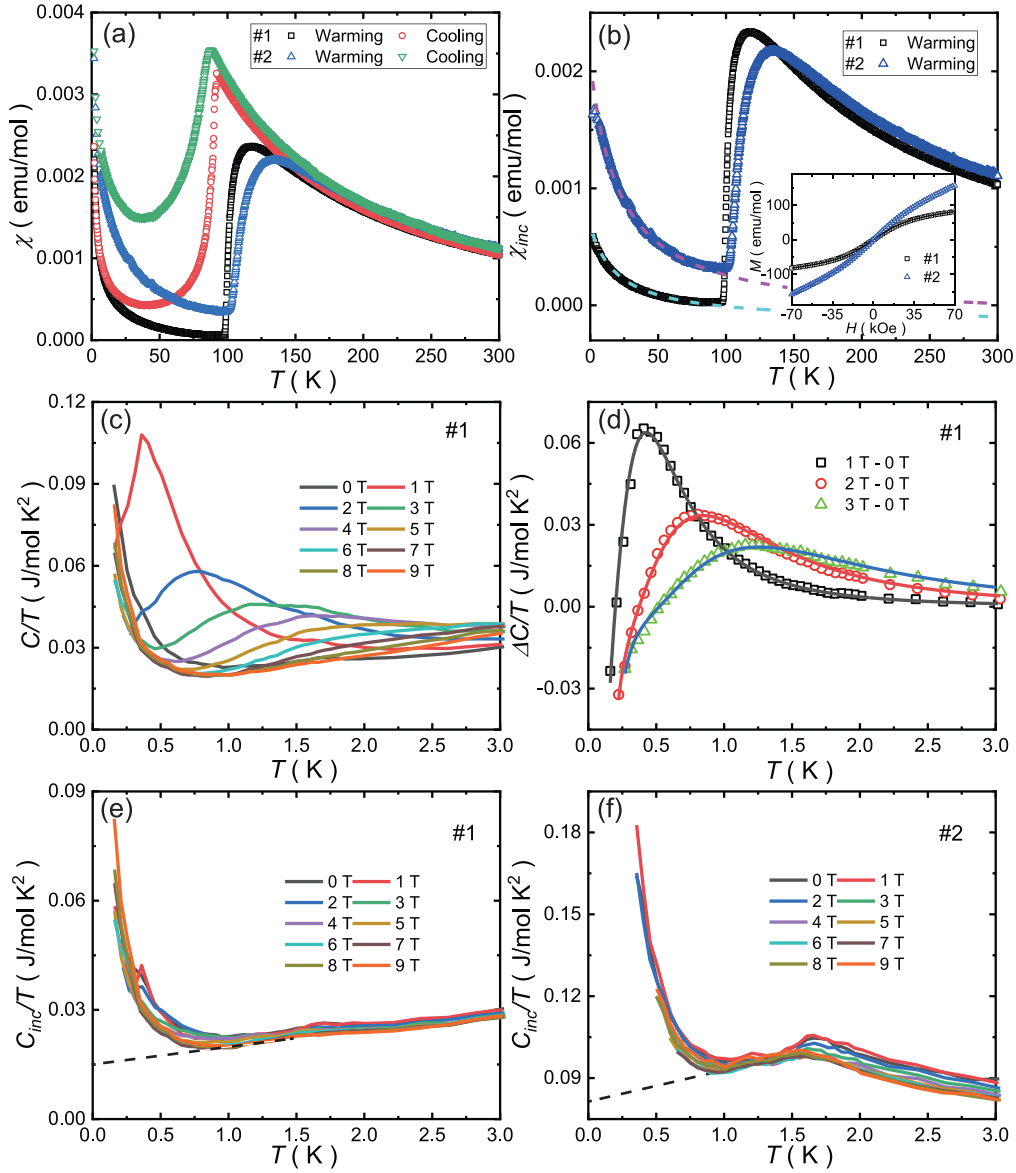 (a)
#1 Warming Cooling
#2 Warming Cooling
χ ( emu/mol )
0.004
0.003
0.002
0.001
0.000
0 50 100 150 200 250 300
T ( K )
(b)
#1 Warming
#2 Warming
χinc ( emu/mol )
0.002
0.001
0.000
0 50 100 150 200 250 300
T ( K )
M ( emu/mol )
100
0
-100
#1
#2
-70 -35 0 35 70
H ( kOe )
(c)
#1
0 T 1 T
2 T 3 T
4 T 5 T
6 T 7 T
8 T 9 T
C/T ( J/mol K2 )
0.12
0.09
0.06
0.03
0.00
0.0 0.5 1.0 1.5 2.0 2.5 3.0
T ( K )
(d)
#1
1 T - 0 T
2 T - 0 T
3 T - 0 T
ΔC/T ( J/mol K2 )
0.06
0.03
0.00
-0.03
0.0 0.5 1.0 1.5 2.0 2.5 3.0
T ( K )
(e)
#1
0 T 1 T
2 T 3 T
4 T 5 T
6 T 7 T
8 T 9 T
Cinc/T ( J/mol K2 )
0.09
0.06
0.03
0.00
0.0 0.5 1.0 1.5 2.0 2.5 3.0
T ( K )
(f)
#2
0 T 1 T
2 T 3 T
4 T 5 T
6 T 7 T
8 T 9 T
Cinc/T ( J/mol K2 )
0.18
0.15
0.12
0.09
0.06
0.0 0.5 1.0 1.5 2.0 2.5 3.0
T ( K )